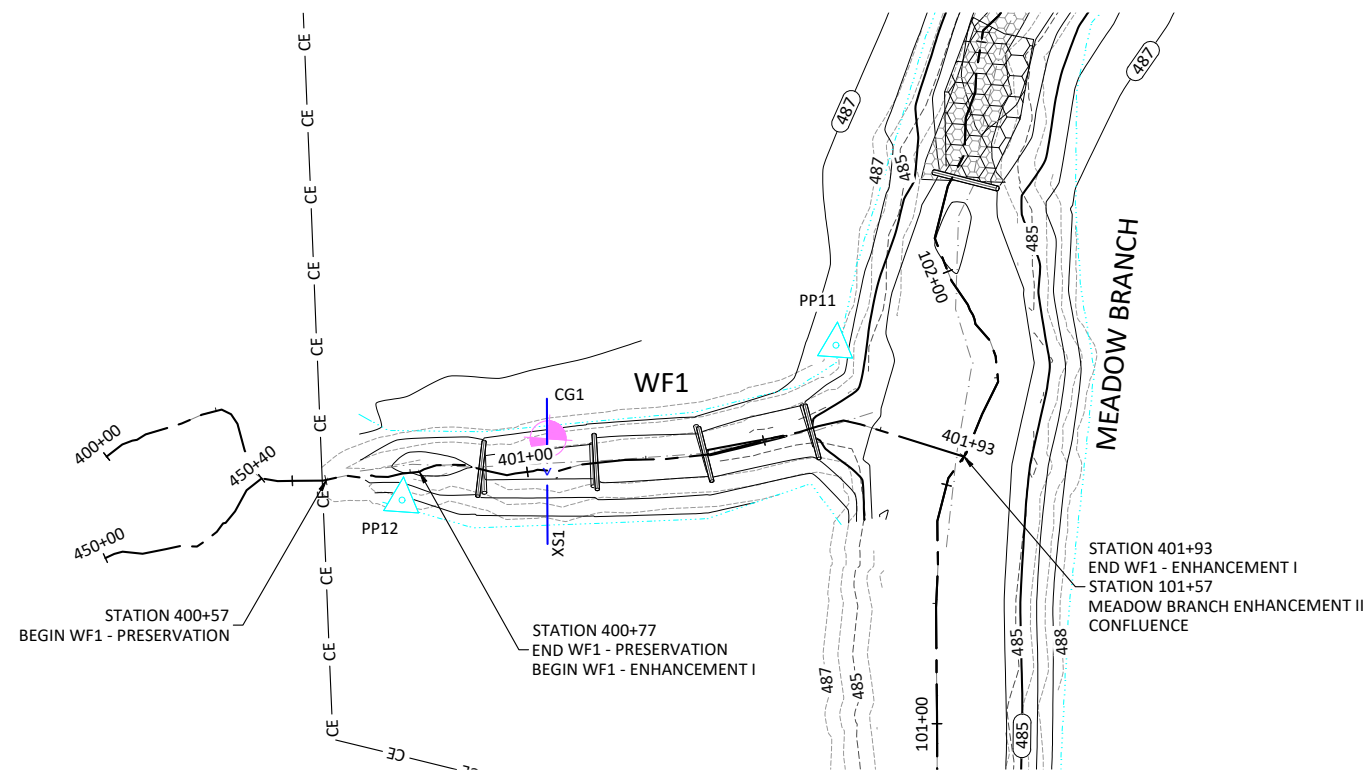 CE
CE
CE
CE
CE
CE
CE
CE
CE
CE
487
487
487
485
485
102+00
PP11
MEADOW BRANCH
WF1
CG1
400+00
450+40
401+00
401+93
450+00
PP12
XS1
STATION 400+57
BEGIN WF1 - PRESERVATION
STATION 400+77
END WF1 - PRESERVATION
BEGIN WF1 - ENHANCEMENT I
STATION 401+93
END WF1 - ENHANCEMENT I
STATION 101+57
MEADOW BRANCH ENHANCEMENT II
CONFLUENCE
487
485
485
488
101+00
485
CE